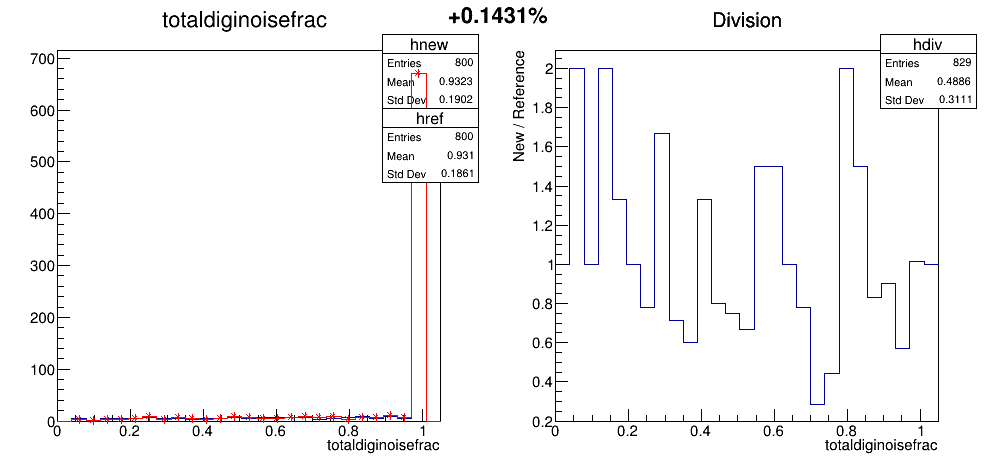 totaldiginoisefrac
+0.1431%
Division
hnew
Entries 800
Mean 0.9323
Std Dev 0.1902
href
Entries 800
Mean 0.931
Std Dev 0.1861
700
600
500
400
300
200
100
0
0 0.2 0.4 0.6 0.8 1
totaldiginoisefrac
hdiv
Entries 829
Mean 0.4886
Std Dev 0.3111
New / Reference
2
1.8
1.6
1.4
1.2
1
0.8
0.6
0.4
0.2
0 0.2 0.4 0.6 0.8 1
totaldiginoisefrac